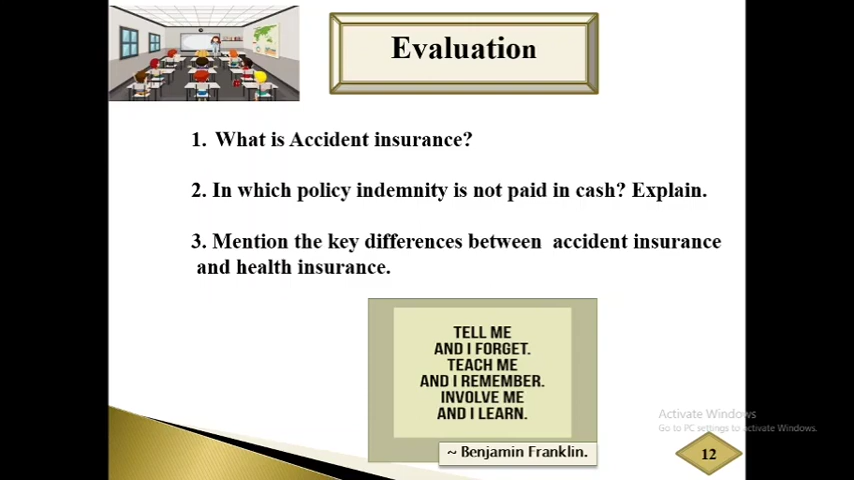 Evaluation
1. What is Accident insurance?
2. In which policy indemnity is not paid in cash? Explain.
3. Mention the key differences between accident insurance
and health insurance.
TELL ME
AND I FORGET.
TEACH ME
AND I REMEMBER.
INVOLVE ME
AND I LEARN.
~ Benjamin Franklin.
Activate Windows
Go to PC settings to activate Windows.
12